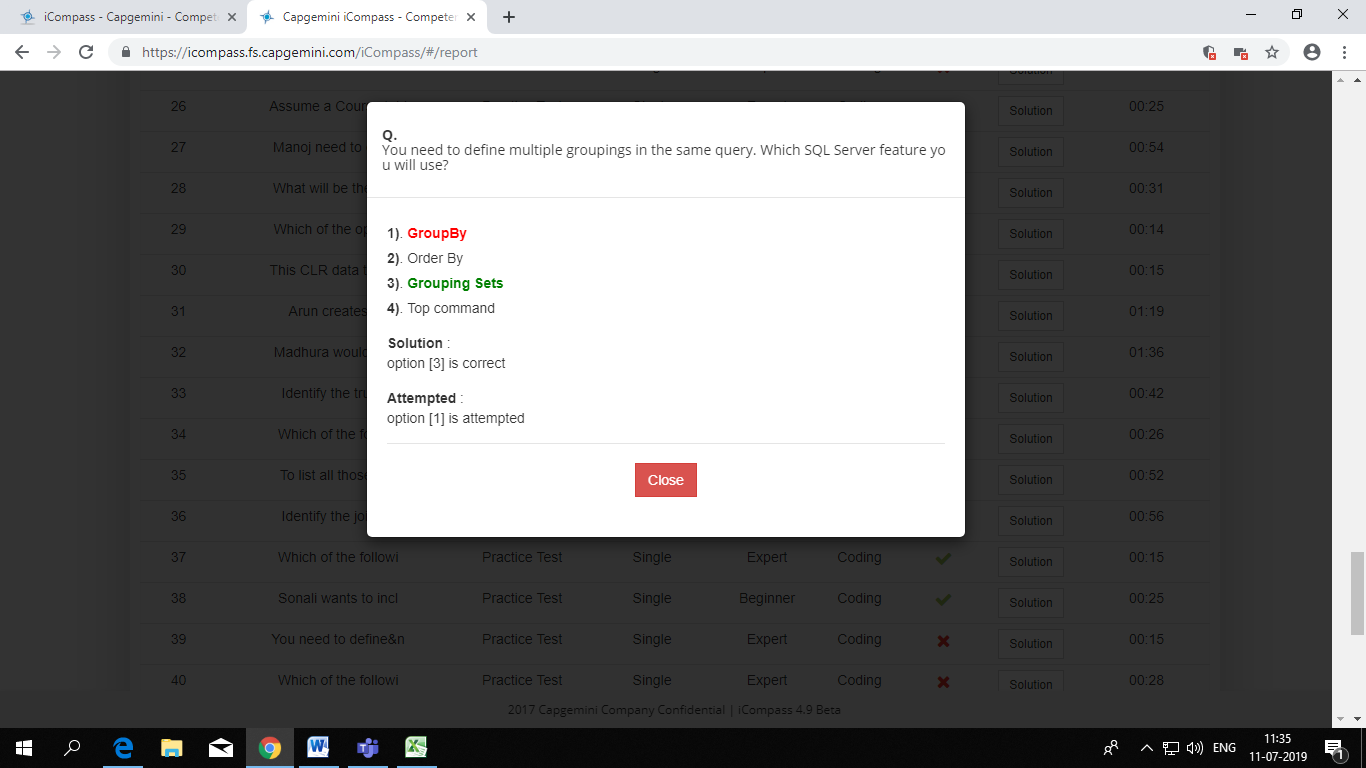 iCompass - Capgemini - Compet
Capgemini iCompass - Competen
https://icompass.fs.capgemini.com/iCompass/#/report
Solution
26 Assume a Cour Solution 00:25
27 Manoj need to Solution 00:54
28 What will be the Solution 00:31
29 Which of the op Solution 00:14
30 This CLR data t Solution 00:15
31 Arun creates Solution 01:19
32 Madhura would Solution 01:36
33 Identify the tru Solution 00:42
34 Which of the fo Solution 00:26
35 To list all those Solution 00:52
36 Identify the joi Solution 00:56
37 Which of the followi Practice Test Single Expert Coding Solution 00:15
38 Sonali wants to incl Practice Test Single Beginner Coding Solution 00:25
39 You need to define&n Practice Test Single Expert Coding Solution 00:15
40 Which of the followi Practice Test Single Expert Coding Solution 00:28
Q.
You need to define multiple groupings in the same query. Which SQL Server feature yo
u will use?
1). GroupBy
2). Order By
3). Grouping Sets
4). Top command
Solution :
option [3] is correct
Attempted :
option [1] is attempted
Close
2017 Capgemini Company Confidential | iCompass 4.9 Beta
ENG
11:35
11-07-2019
1